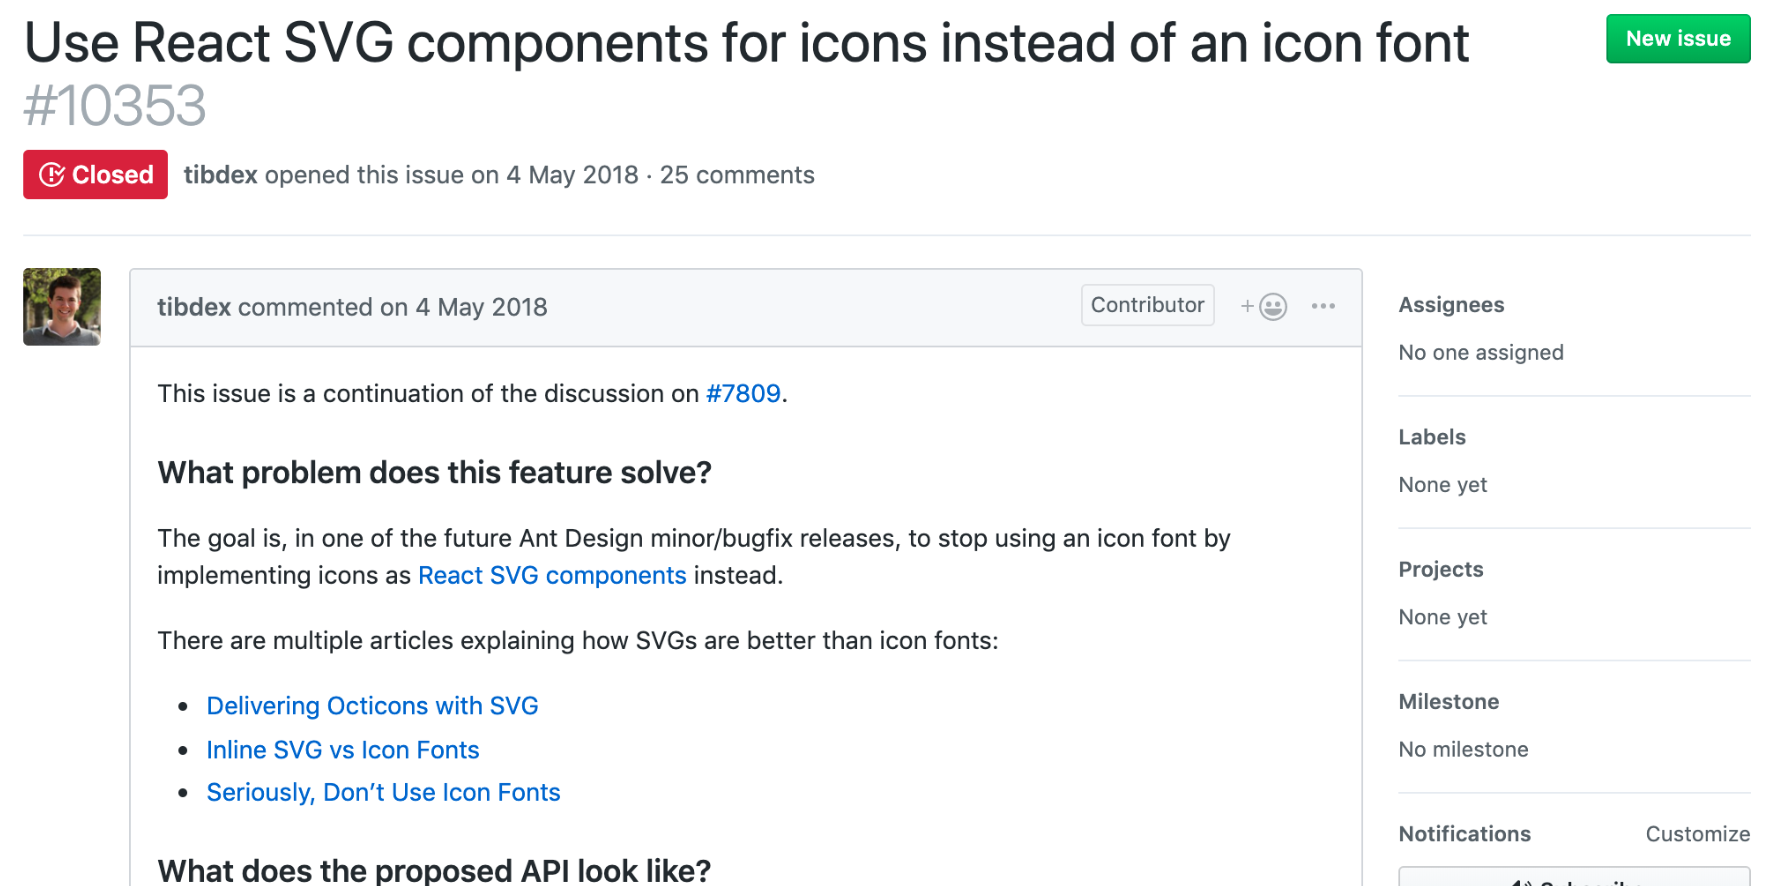 Use React SVG components for icons instead of an icon font
#10353
New issue
Closed tibdex opened this issue on 4 May 2018 · 25 comments
tibdex commented on 4 May 2018
Contributor
This issue is a continuation of the discussion on #7809.
What problem does this feature solve?
The goal is, in one of the future Ant Design minor/bugfix releases, to stop using an icon font by
implementing icons as React SVG components instead.
There are multiple articles explaining how SVGs are better than icon fonts:
• Delivering Octicons with SVG
• Inline SVG vs Icon Fonts
• Seriously, Don’t Use Icon Fonts
What does the proposed API look like?
Assignees
No one assigned
Labels
None yet
Projects
None yet
Milestone
No milestone
Notifications
Customize